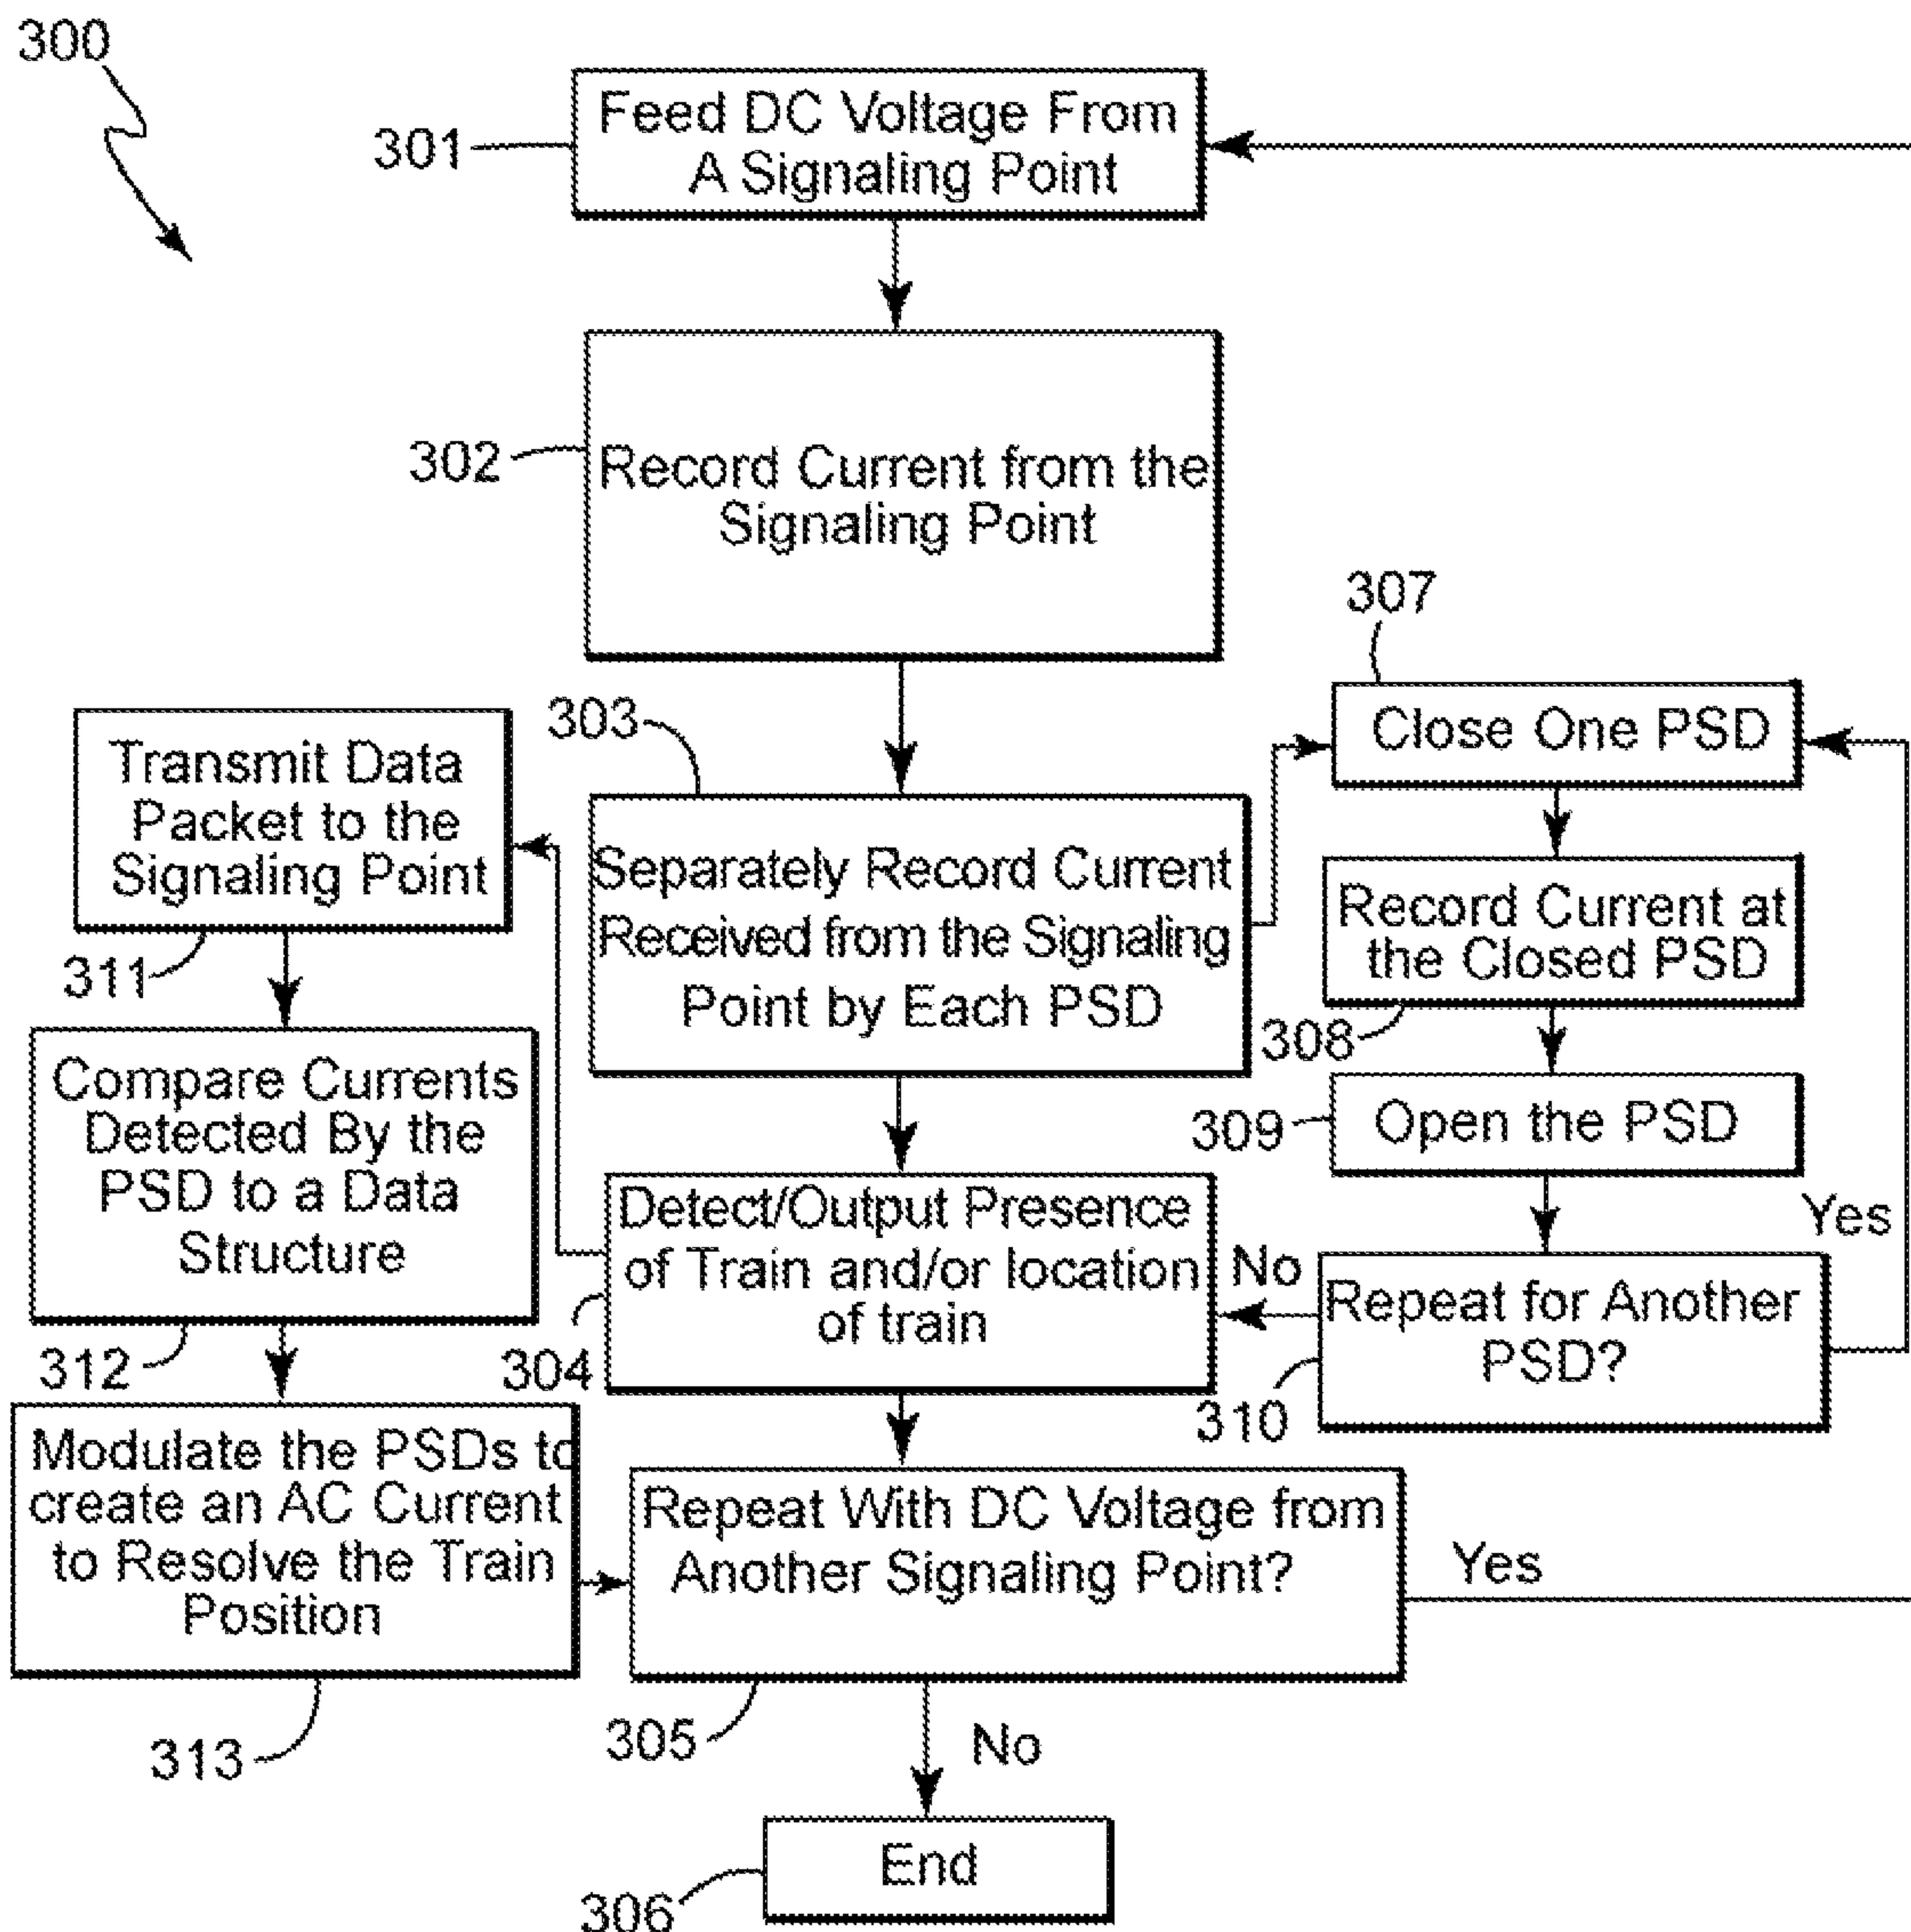 300
Feed DC Voltage From
A Signaling Point
301
302
Record Current from the
Signaling Point
303
Separately Record Current
Received from the Signaling
Point by Each PSD
307
Close One PSD
Record Current at
the Closed PSD
308
309
Open the PSD
Yes
Repeat for Another
PSD?
310
No
Detect/Output Presence
of Train and/or location
of train
304
Transmit Data
Packet to the
Signaling Point
311
Compare Currents
Detected By the
PSD to a Data
Structure
312
Modulate the PSDs to
create an AC Current
to Resolve the Train
Position
313
Repeat With DC Voltage from
Another Signaling Point?
Yes
305
No
End
306